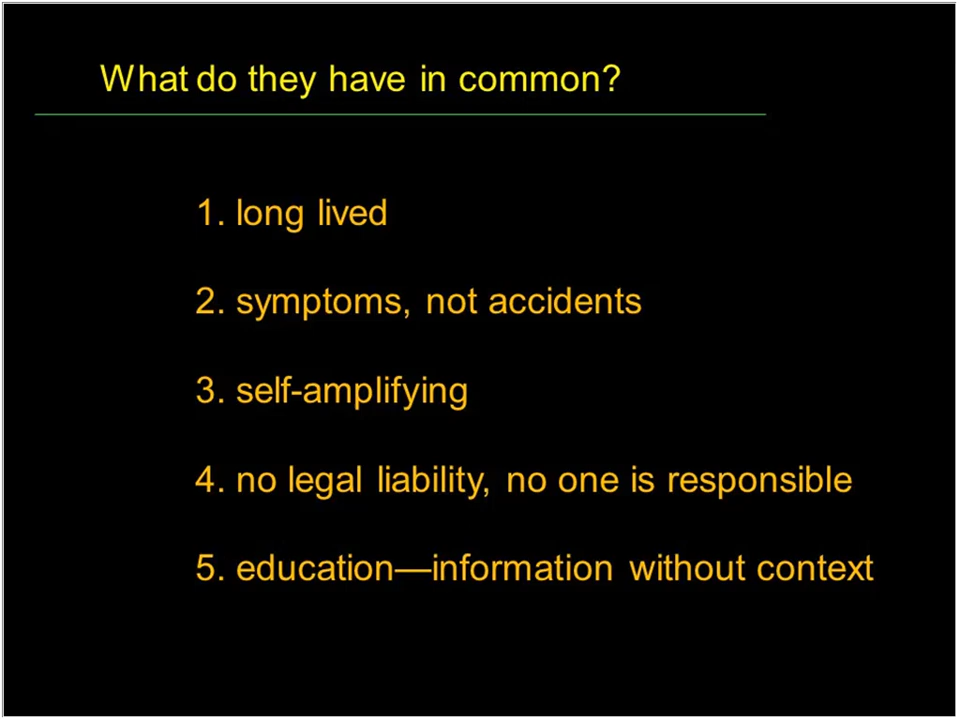 What do they have in common?
1. long lived
2. symptoms, not accidents
3. self-amplifying
4. no legal liability, no one is responsible
5. education—information without context